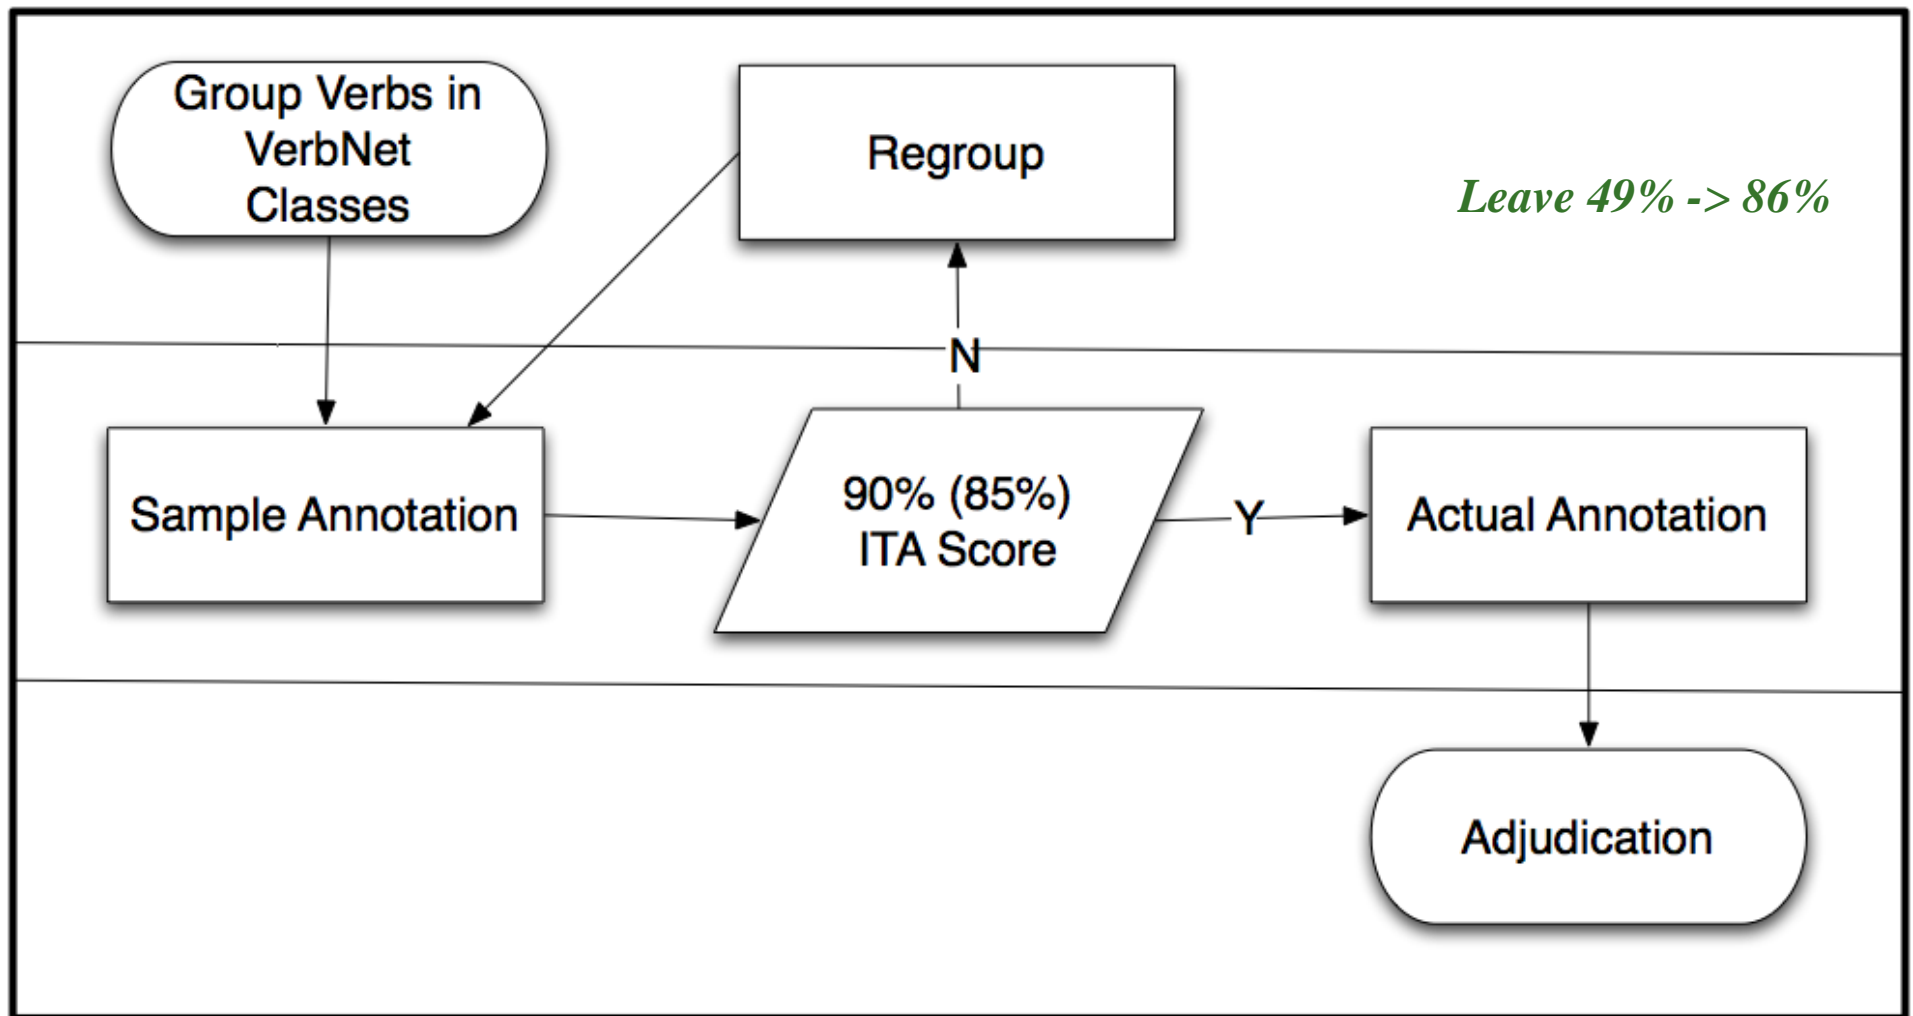 Group Verbs in
VerbNet
Classes
Regroup
Leave 49% -> 86%
N
Sample Annotation
90% (85%)
ITA Score
Y
Actual Annotation
Adjudication